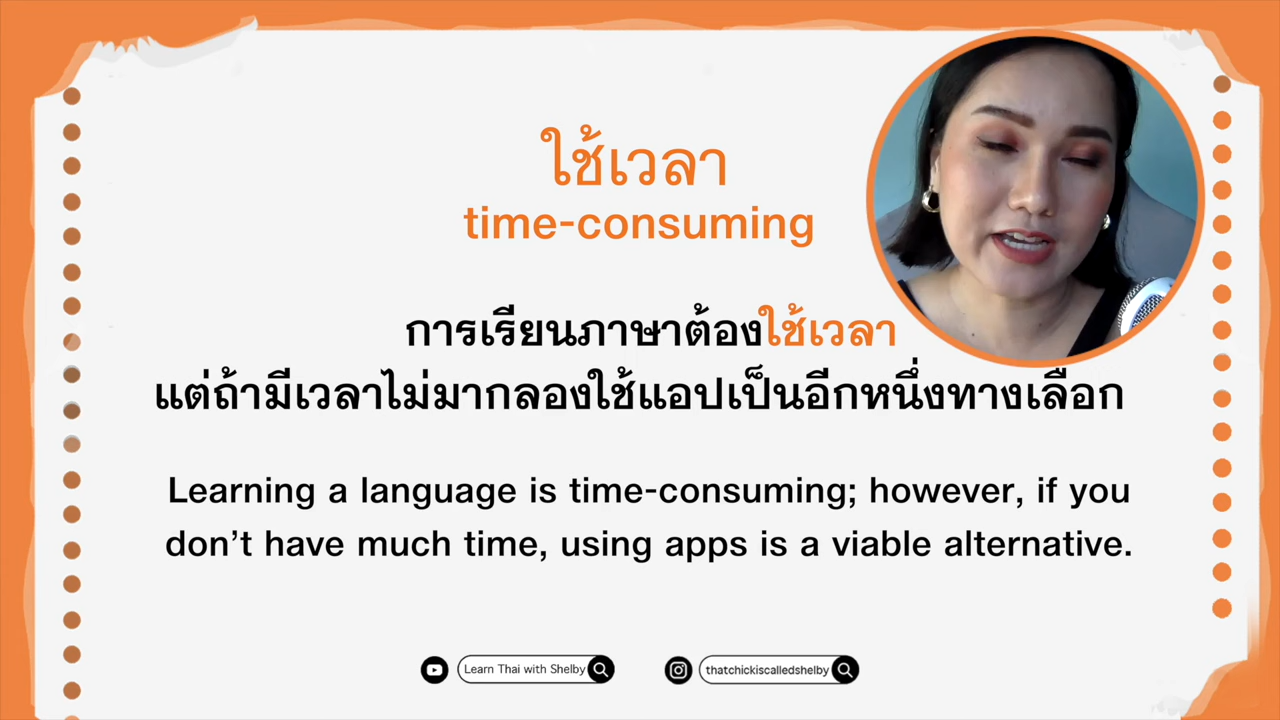 ใช้เวลา
time-consuming
การเรียนภาษาต้องใช้เวลา
แต่ถ้ามีเวลาไม่มากลองใช้แอปเป็นอีกหนึ่งทางเลือก
Learning a language is time-consuming; however, if you
don't have much time, using apps is a viable alternative.
Learn Thai with Shelby
thatchickiscalledshelby